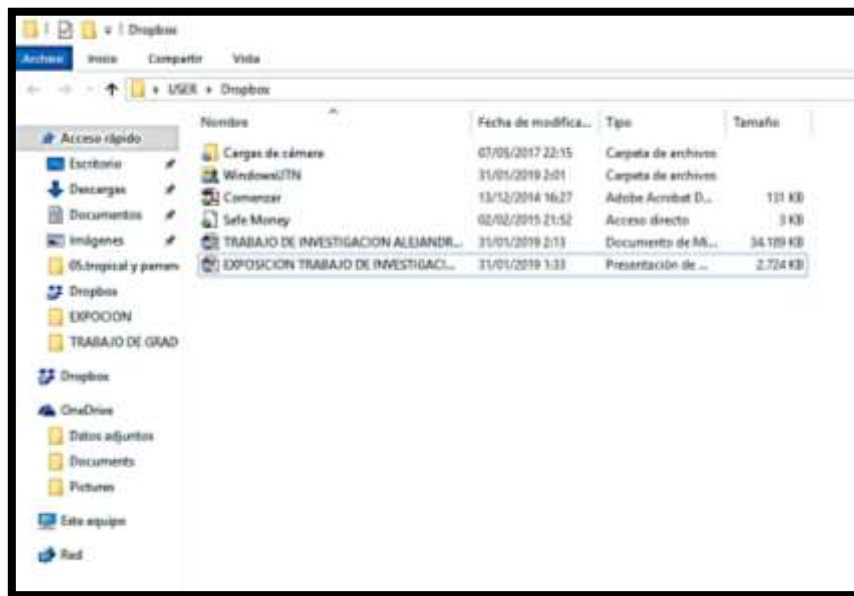 Dropbox
Archivo Inicio Compartir Vista
USER Dropbox
Nombre Fecha de modifica... Tipo Tamaño
Acceso rápido
Escritorio
Descargas
Documentos
Imágenes
05.tropical y
Dropbox
EXPOCION
TRABAJO DE GRAD
Dropbox
OneDrive
Datos adjuntos
Documents
Pictures
Este equipo
Red
Cargas de cámara 07/05/2017 22:15 Carpeta de archivos
WindowsUTN 31/01/2019 2:01 Carpeta de archivos
Comenzar 13/12/2014 16:27 Adobe Acrobat D... 131 KB
Safe Money 02/02/2015 21:52 Acceso directo 3 KB
TRABAJO DE INVESTIGACION ALEJANDR... 31/01/2019 2:13 Documento de Mi... 34.189 KB
EXPOSICION TRABAJO DE INVESTIGACI... 31/01/2019 1:33 Presentación de ... 2.724 KB